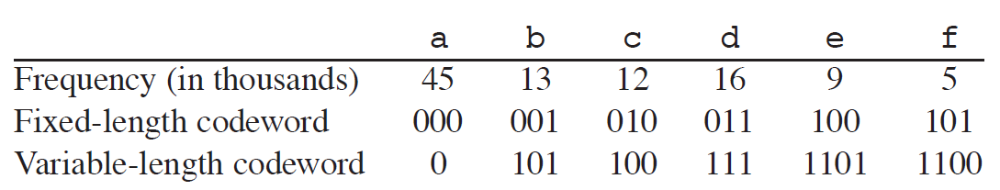 a b c d e f
Frequency (in thousands) 45 13 12 16 9 5
Fixed-length codeword 000 001 010 011 100 101
Variable-length codeword 0 101 100 111 1101 1100